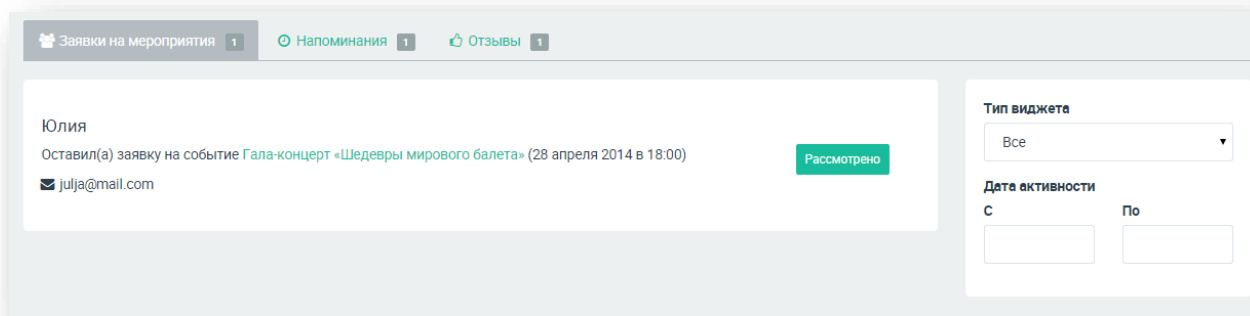 Заявки на мероприятия 1 Напоминания 1 Отзывы 1
Юлия
Оставил(а) заявку на событие Гала-концерт «Шедевры мирового балета» (28 апреля 2014 в 18:00)
Рассмотрено
julja@mail.com
Тип виджета
Все
Дата активности
С По